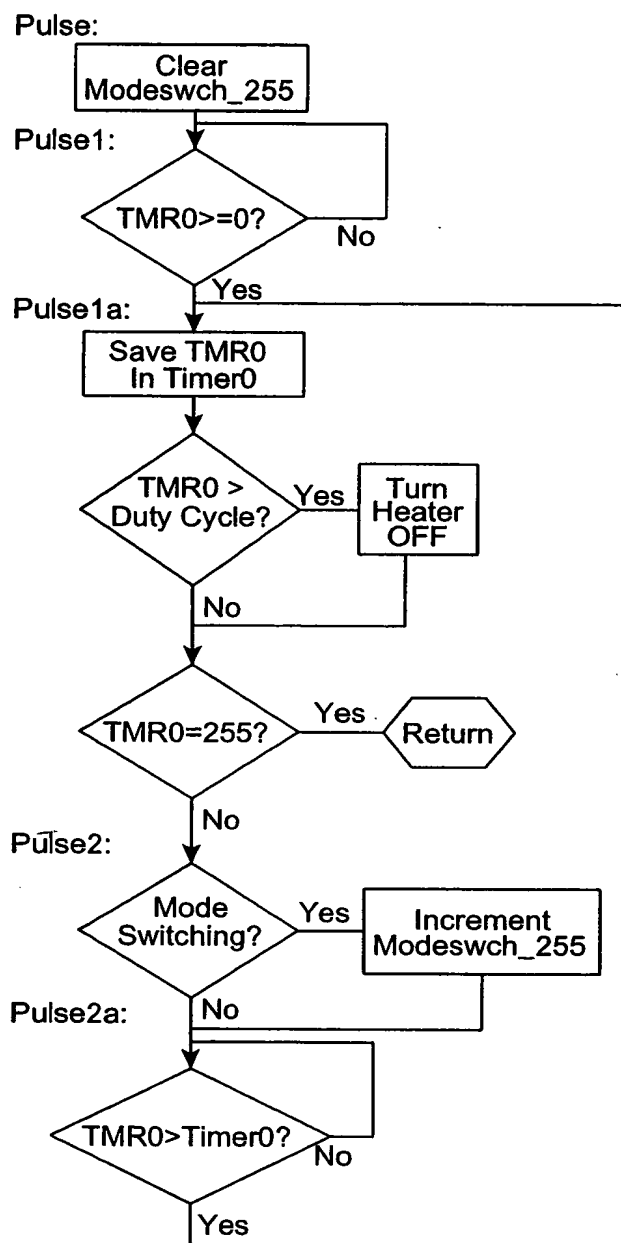 Pulse:
Clear
Modeswch_255
Pulse1:
TMR0>=0?
No
Yes
Pulse1a:
Save TMR0
In Timer0
TMR0 >
Duty Cycle?
Yes
Turn
Heater
OFF
No
TMR0=255?
Yes
Return
No
Pulse2:
Mode
Switching?
Yes
Increment
Modeswch_255
No
Pulse2a:
TMR0>Timer0?
No
Yes